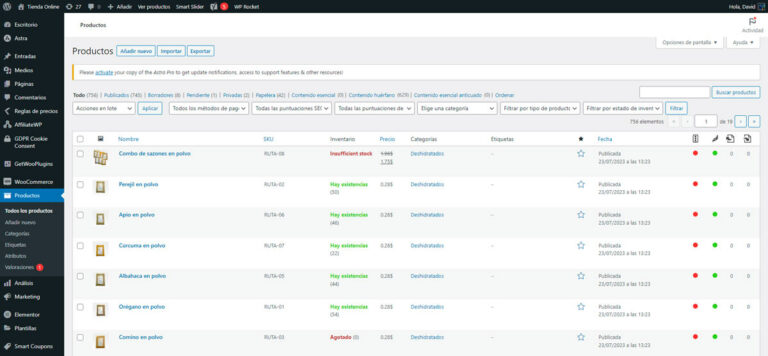 Tienda Online 27 0 Añadir Ver productos Smart Slider 5 WP Rocket Hola, David
Escritorio
Astra
Entradas
Medios
Páginas
Comentarios
Reglas de precios
AffiliateWP
GDPR Cookie Consent
GetWooPlugins
WooCommerce
Productos
Todos los productos
Añadir nuevo
Categorías
Etiquetas
Atributos
Valoraciones
Análisis
Marketing
Elementor
Plantillas
Smart Coupons
Productos
Actividad
Opciones de pantalla Ayuda
Productos Añadir nuevo Importar Exportar
Please activate your copy of the Astra Pro to get update notifications, access to support features & other resources!
Todo (756) | Publicados (745) | Borradores (8) | Pendiente (1) | Privadas (2) | Papelera (42) | Contenido esencial (0) | Contenido huérfano (629) | Contenido esencial anticuado (0) | Ordenar
Buscar productos
Acciones en lote Aplicar Todos los métodos de pag Todas las puntuaciones SEO Todas las puntuaciones de Elige una categoría Filtrar por tipo de produc Filtrar por estado de inven Filtrar
756 elementos « ‹ 1 de 19 › »
Nombre SKU Inventario Precio Categorías Etiquetas Fecha
Combo de sazones en polvo RUTA-08 Insufficient stock 1.96$ 1.75$ Deshidratados – Publicada 23/07/2023 a las 13:23 0 0
Perejil en polvo RUTA-02 Hay existencias (50) 0.28$ Deshidratados – Publicada 23/07/2023 a las 13:23 0 0
Apio en polvo RUTA-06 Hay existencias (46) 0.28$ Deshidratados – Publicada 23/07/2023 a las 13:23 0 0
Curcuma en polvo RUTA-07 Hay existencias (22) 0.28$ Deshidratados – Publicada 23/07/2023 a las 13:23 0 0
Albahaca en polvo RUTA-05 Hay existencias (44) 0.28$ Deshidratados – Publicada 23/07/2023 a las 13:23 0 0
Orégano en polvo RUTA-01 Hay existencias (54) 0.28$ Deshidratados – Publicada 23/07/2023 a las 13:23 0 0
Comino en polvo RUTA-03 Agotado (0) 0.28$ Deshidratados – Publicada 23/07/2023 a las 13:23 0 0